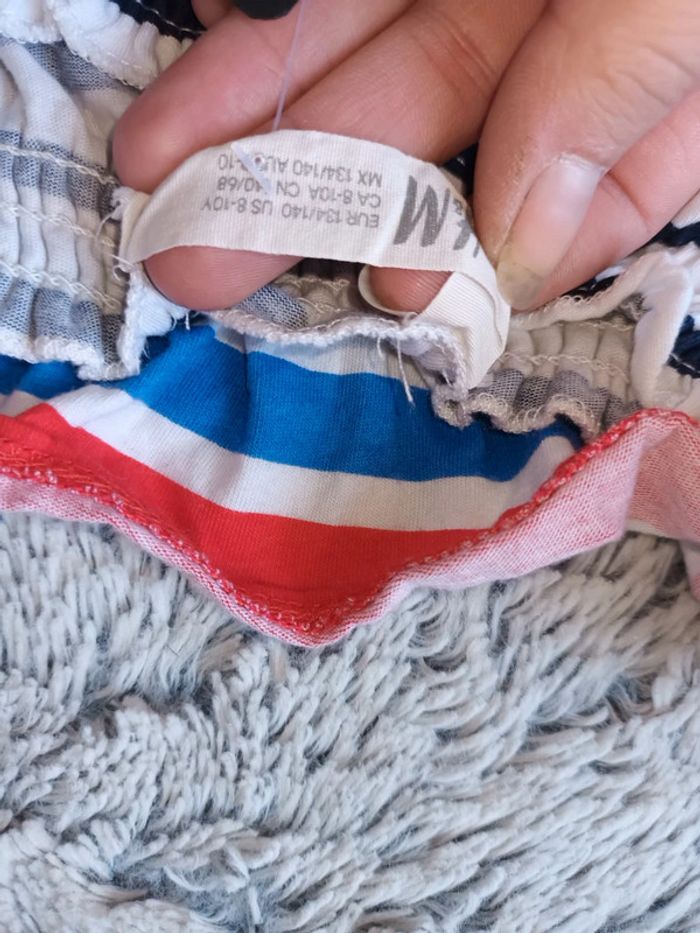 H&M
EUR 134/140 US 8-10Y
CA 8-10A CN 140/68
MX 134/140 AU 8-10